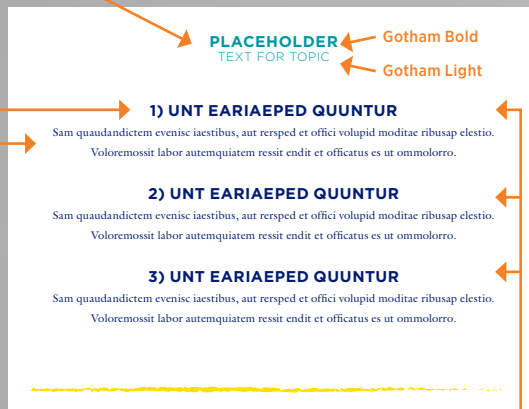 PLACEHOLDER
TEXT FOR TOPIC
Gotham Bold
Gotham Light
1) UNT EARIAEPED QUUNTUR
Sam quaudandictem evenisc iaestibus, aut rersped et offici volupid moditae ribusap elestio.
Voloremossit labor autemquiatem ressit endit et officatus es ut ommolorro.
2) UNT EARIAEPED QUUNTUR
Sam quaudandictem evenisc iaestibus, aut rersped et offici volupid moditae ribusap elestio.
Voloremossit labor autemquiatem ressit endit et officatus es ut ommolorro.
3) UNT EARIAEPED QUUNTUR
Sam quaudandictem evenisc iaestibus, aut rersped et offici volupid moditae ribusap elestio.
Voloremossit labor autemquiatem ressit endit et officatus es ut ommolorro.